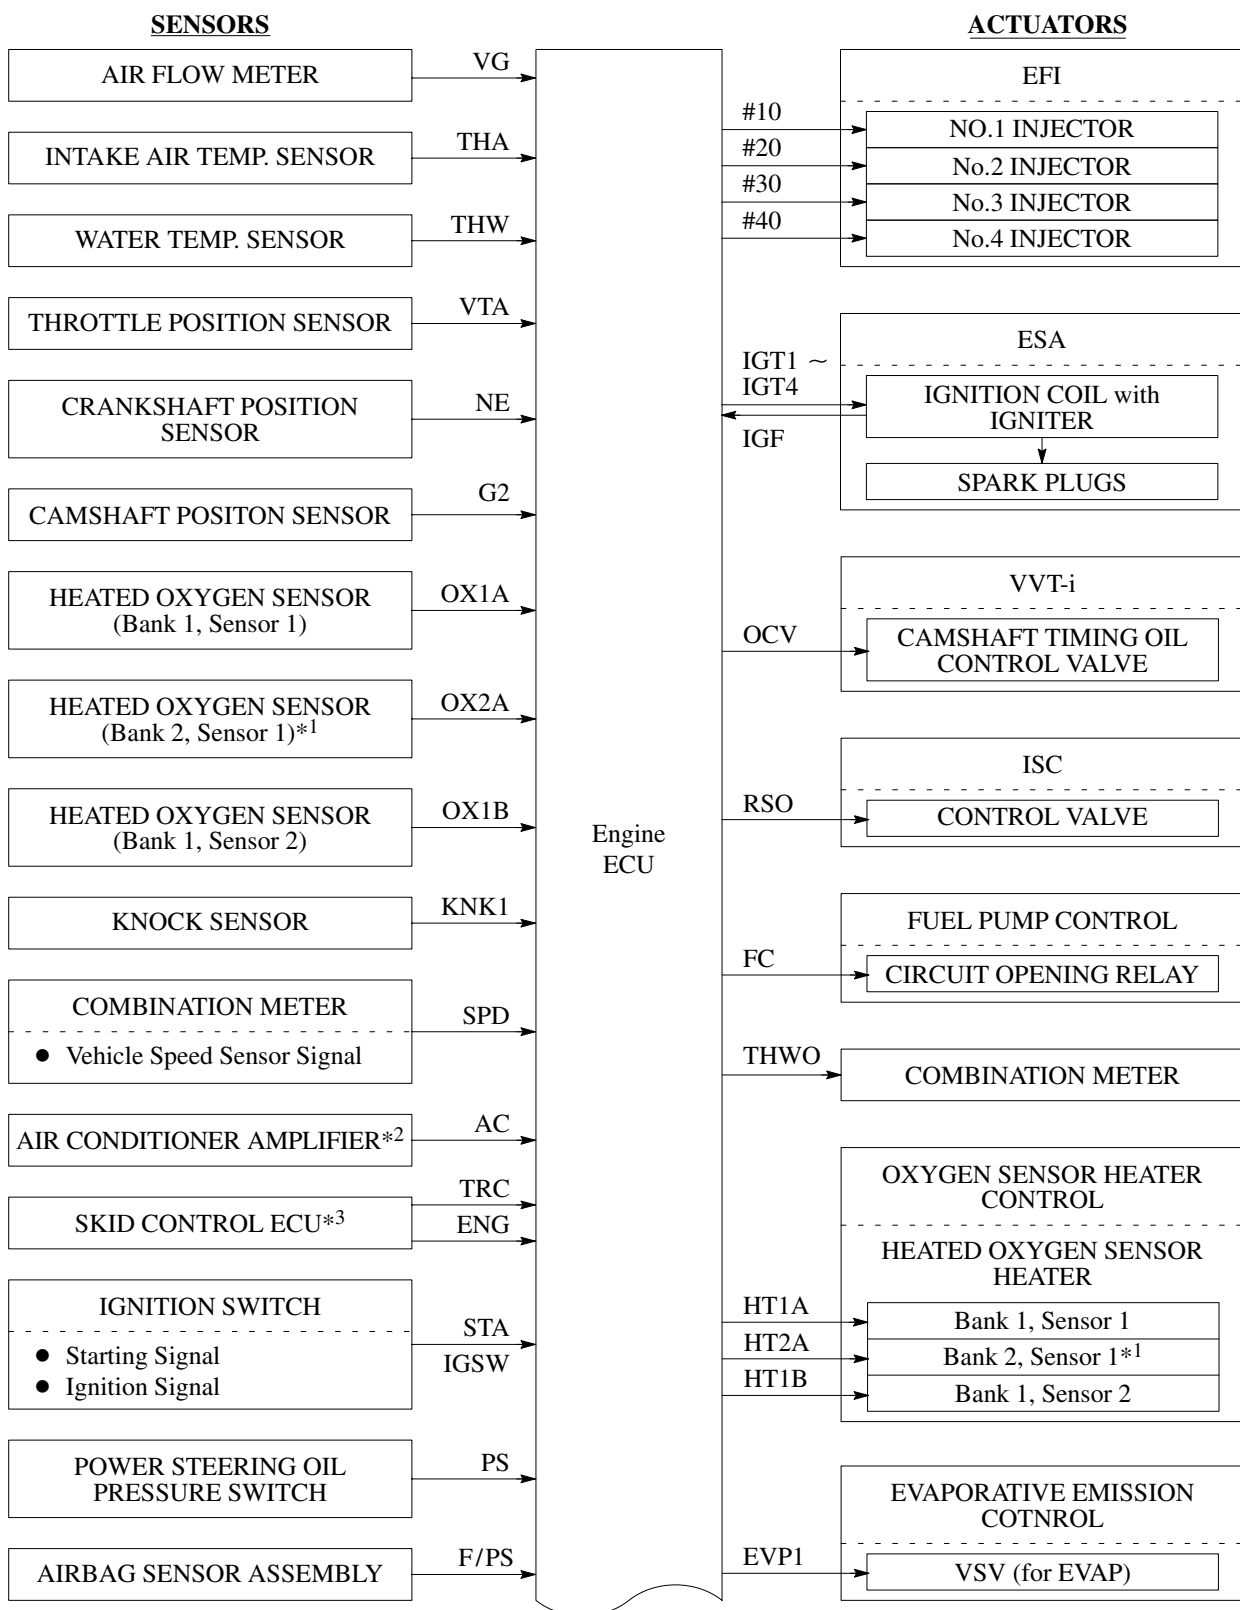 SENSORS
AIR FLOW METER
VG
INTAKE AIR TEMP. SENSOR
THA
WATER TEMP. SENSOR
THW
THROTTLE POSITION SENSOR
VTA
CRANKSHAFT POSITION
SENSOR
NE
CAMSHAFT POSITON SENSOR
G2
HEATED OXYGEN SENSOR
(Bank 1, Sensor 1)
OX1A
HEATED OXYGEN SENSOR
(Bank 2, Sensor 1)*1
OX2A
HEATED OXYGEN SENSOR
(Bank 1, Sensor 2)
OX1B
KNOCK SENSOR
KNK1
COMBINATION METER
● Vehicle Speed Sensor Signal
SPD
AIR CONDITIONER AMPLIFIER*2
AC
SKID CONTROL ECU*3
TRC
ENG
IGNITION SWITCH
● Starting Signal
● Ignition Signal
STA
IGSW
POWER STEERING OIL
PRESSURE SWITCH
PS
AIRBAG SENSOR ASSEMBLY
F/PS
Engine
ECU
ACTUATORS
EFI
#10
NO.1 INJECTOR
#20
No.2 INJECTOR
#30
No.3 INJECTOR
#40
No.4 INJECTOR
ESA
IGT1 ~
IGT4
IGF
IGNITION COIL with
IGNITER
SPARK PLUGS
VVT-i
OCV
CAMSHAFT TIMING OIL
CONTROL VALVE
ISC
RSO
CONTROL VALVE
FUEL PUMP CONTROL
FC
CIRCUIT OPENING RELAY
THWO
COMBINATION METER
OXYGEN SENSOR HEATER
CONTROL
HEATED OXYGEN SENSOR
HEATER
HT1A
Bank 1, Sensor 1
HT2A
Bank 2, Sensor 1*1
HT1B
Bank 1, Sensor 2
EVAPORATIVE EMISSION
COTNROL
EVP1
VSV (for EVAP)